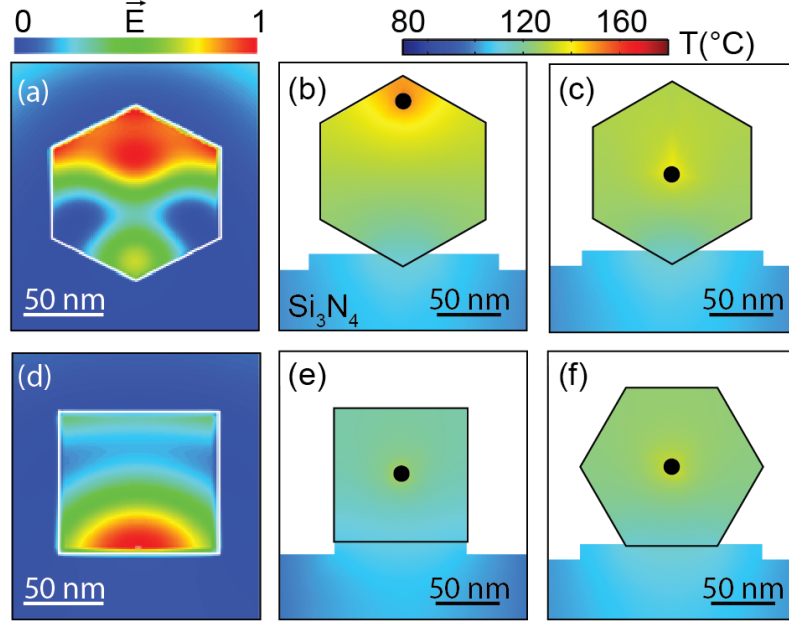 0 E 1
80 120 160 T(°C)
(a) (b) (c)
50 nm Si₃N₄ 50 nm 50 nm
(d) (e) (f)
50 nm 50 nm 50 nm